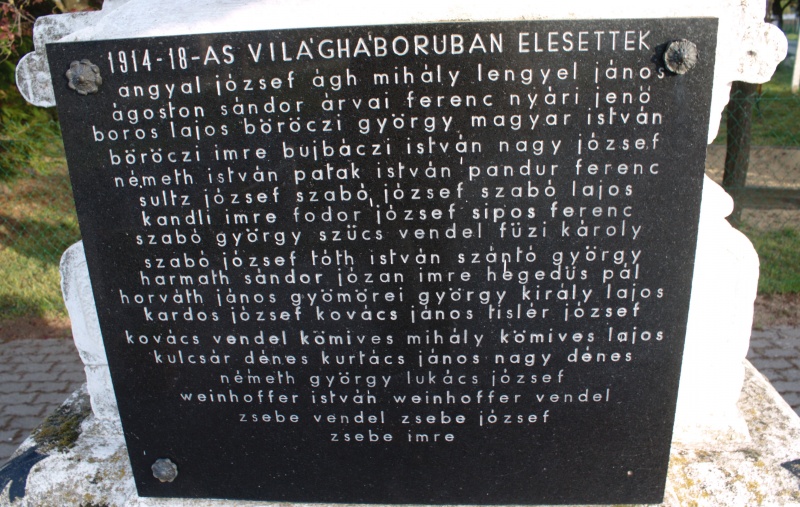 1914-18-AS VILÁGHÁBORUBAN ELESETTEK
angyal józsef ágh mihály lengyel jános
ágoston sándor árvai ferenc nyári jenö
boros lajos böröczi györgy magyar istván
böröczi imre bujbáczi istván nagy józsef
németh istván patak istván pandur ferenc
sultz józsef szabó józsef szabó lajos
kandli imre fodor józsef sipos ferenc
szabó györgy szücs vendel füzi károly
szabó józsef tóth istván szántó györgy
harmath sándor józan imre hegedüs pál
horváth jános gyömörei györgy király lajos
kardos józsef kovács jános tislér józsef
kovács vendel kömives mihály kömives lajos
kulcsár dénes kurtács jános nagy dénes
németh györgy lukács józsef
weinhoffer istván weinhoffer vendel
zsebe vendel zsebe józsef
zsebe imre